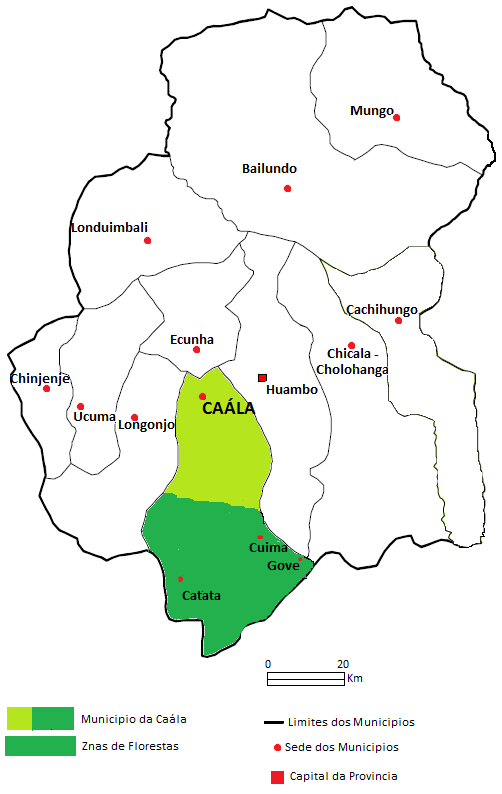 Mungo
Bailundo
Londuimbali
Cachihungo
Ecunha
Chicala -
Cholohanga
Chinjenje
Huambo
CAÁLA
Ucuma
Longonjo
Cuima
Gove
Catata
0 20
Km
Municipio da Caála
Znas de Florestas
Limites dos Municipios
Sede dos Municipios
Capital da Provincia